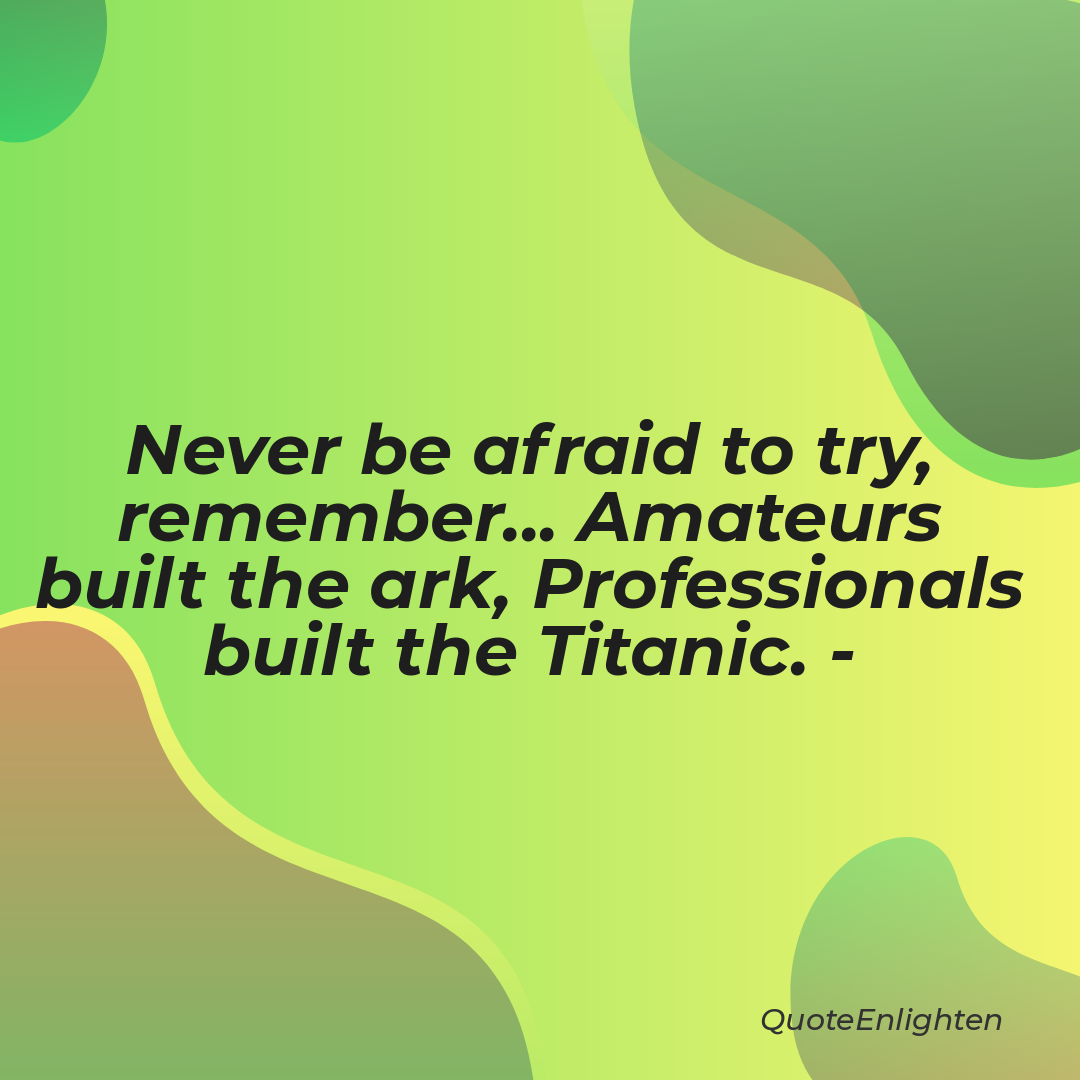 Never be afraid to try,
remember... Amateurs
built the ark, Professionals
built the Titanic. -
QuoteEnlighten